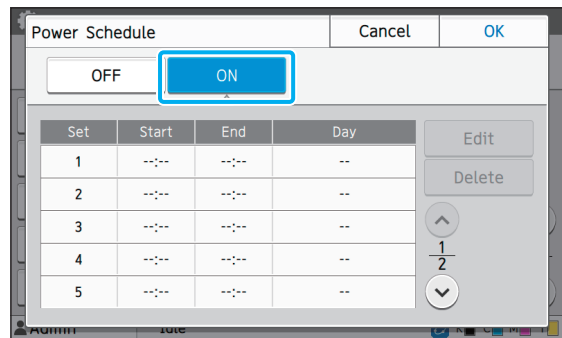 Power Schedule Cancel OK
OFF ON
Set Start End Day Edit
1 --:-- --:-- --
Delete
2 --:-- --:-- --
3 --:-- --:-- --
1
2
4 --:-- --:-- --
5 --:-- --:-- --
Admin Idle K C M